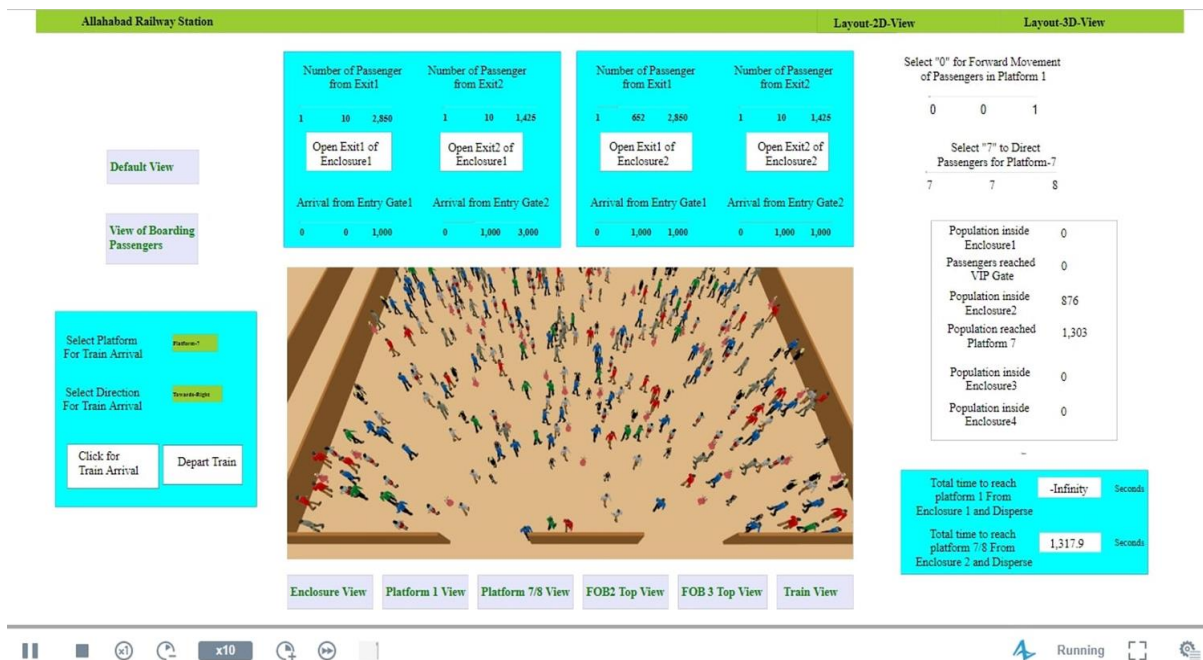 Allahabad Railway Station
Layout-2D-View
Layout-3D-View
Default View
View of Boarding
Passengers
Select Platform
For Train Arrival
Platform-7
Select Direction
For Train Arrival
Towards-Right
Click for
Train Arrival
Depart Train
Number of Passenger
from Exit1
1 10 2,850
Open Exit1 of
Enclosure1
Arrival from Entry Gate1
0 0 1,000
Number of Passenger
from Exit2
1 10 1,425
Open Exit2 of
Enclosure1
Arrival from Entry Gate2
0 1,000 3,000
Number of Passenger
from Exit1
1 652 2,850
Open Exit1 of
Enclosure2
Arrival from Entry Gate1
0 1,000 1,000
Number of Passenger
from Exit2
1 10 1,425
Open Exit2 of
Enclosure2
Arrival from Entry Gate2
0 1,000 1,000
Enclosure View
Platform 1 View
Platform 7/8 View
FOB2 Top View
FOB 3 Top View
Train View
Select "0" for Forward Movement
of Passengers in Platform 1
0 0 1
Select "7" to Direct
Passengers for Platform-7
7 7 8
Population inside
Enclosure1
0
Passengers reached
VIP Gate
0
Population inside
Enclosure2
876
Population reached
Platform 7
1,303
Population inside
Enclosure3
0
Population inside
Enclosure4
0
Total time to reach
platform 1 From
Enclosure 1 and Disperse
-Infinity
Seconds
Total time to reach
platform 7/8 From
Enclosure 2 and Disperse
1,317.9
Seconds
x1
x10
Running